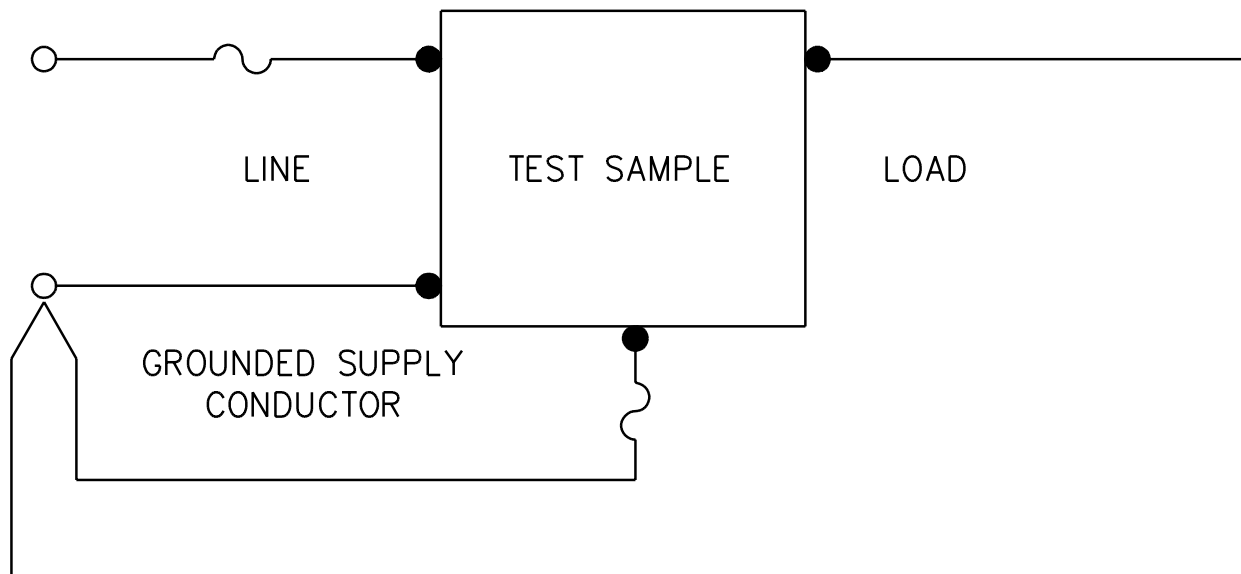 LINE
TEST SAMPLE
LOAD
GROUNDED SUPPLY
CONDUCTOR